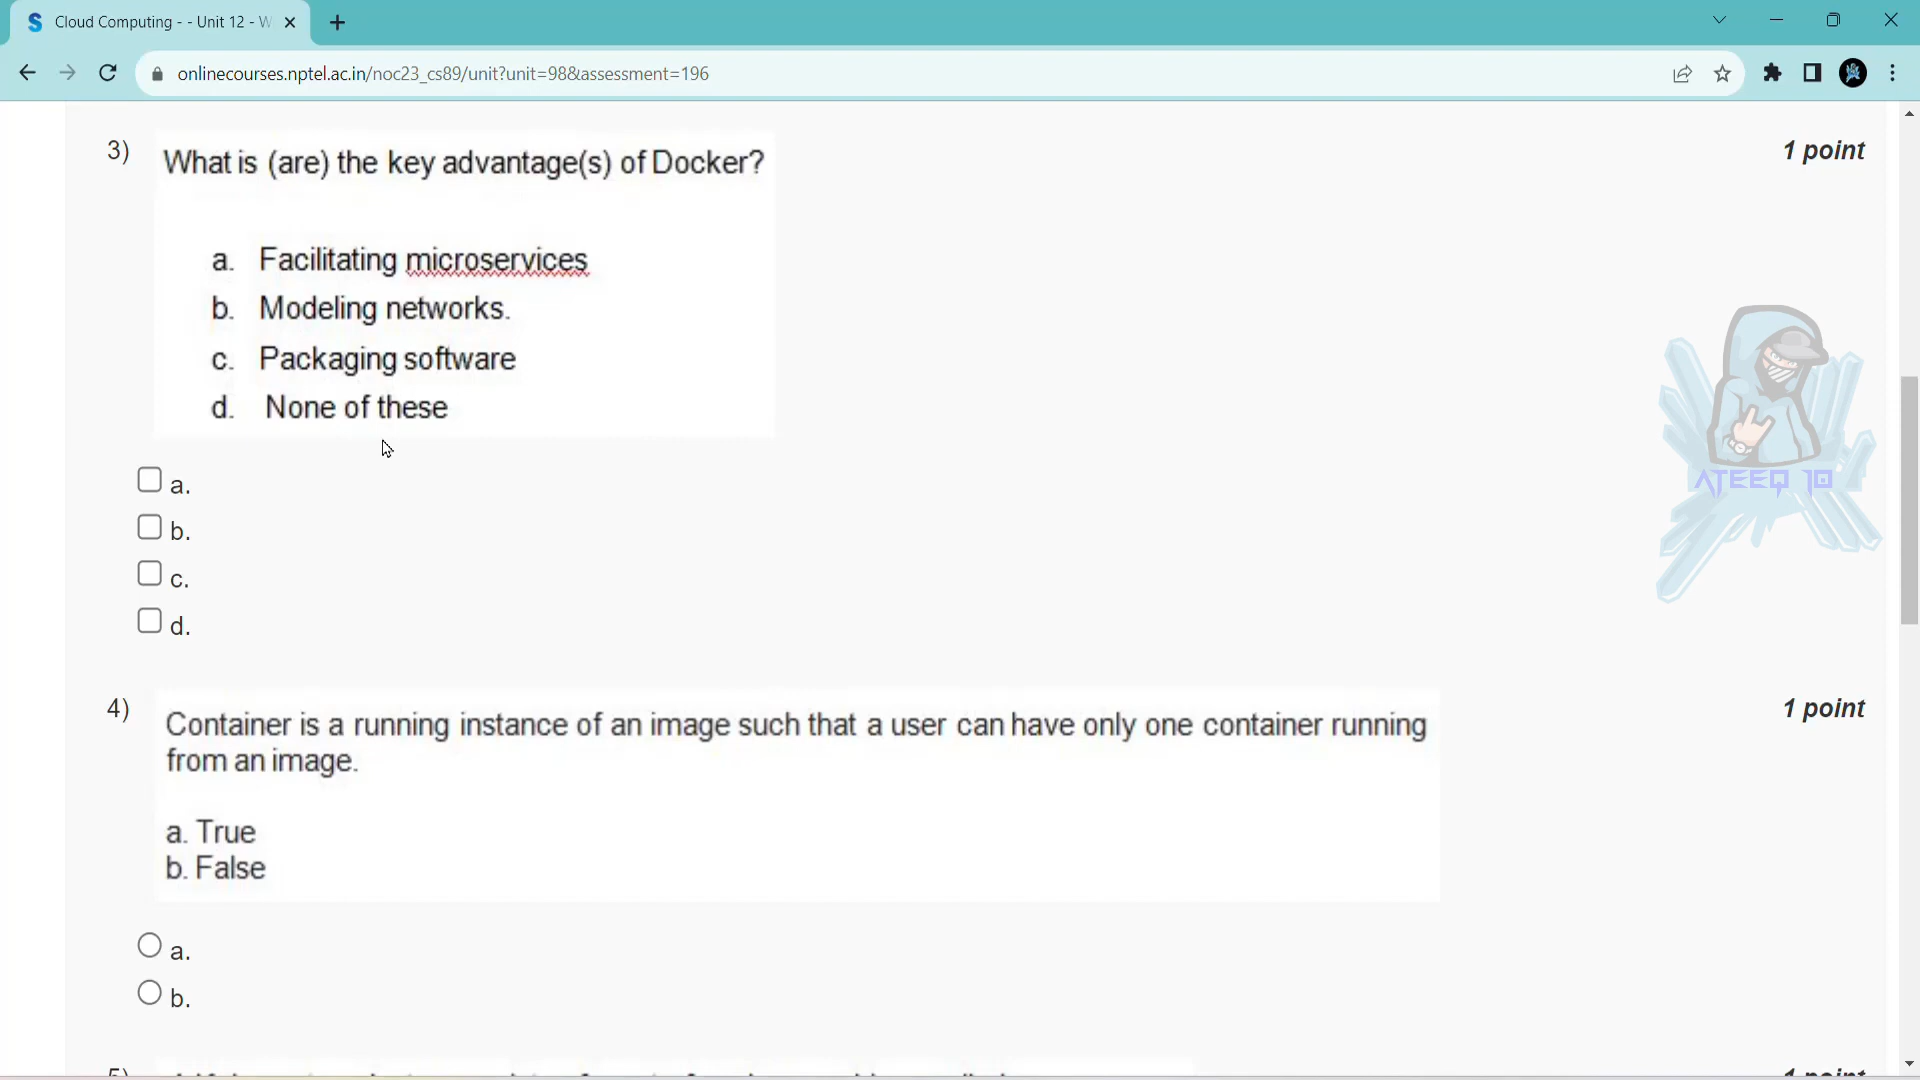 Cloud Computing - - Unit 12 - W
onlinecourses.nptel.ac.in/noc23_cs89/unit?unit=98&assessment=196
3) What is (are) the key advantage(s) of Docker? 1 point
a. Facilitating microservices
b. Modeling networks.
c. Packaging software
d. None of these
a.
b.
c.
d.
ATEEQ 10
4) Container is a running instance of an image such that a user can have only one container running 1 point
from an image.
a. True
b. False
a.
b.
5) 1 point